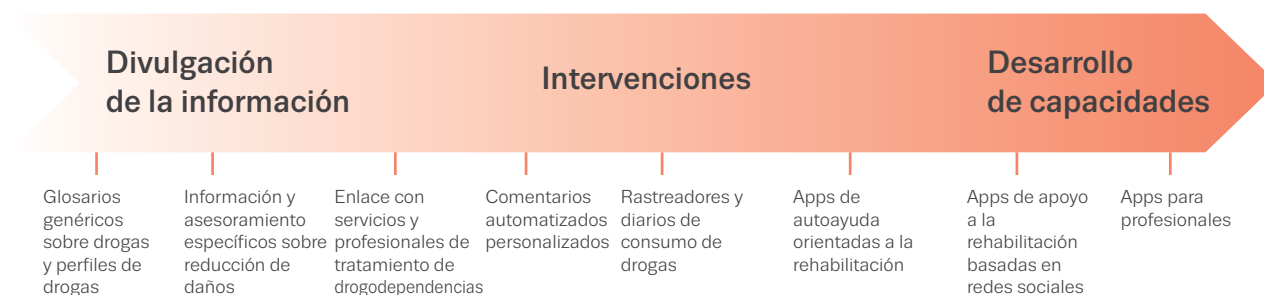 Divulgación
de la información
Intervenciones
Desarrollo
de capacidades
Glosarios
genéricos
sobre drogas
y perfiles de
drogas
Información y
asesoramiento
específicos sobre
reducción de
daños
Enlace con
servicios y
profesionales de
tratamiento de
drogodependencias
Comentarios
automatizados
personalizados
Rastreadores y
diarios de
consumo de
drogas
Apps de
autoayuda
orientadas a la
rehabilitación
Apps de apoyo
a la
rehabilitación
basadas en
redes sociales
Apps para
profesionales